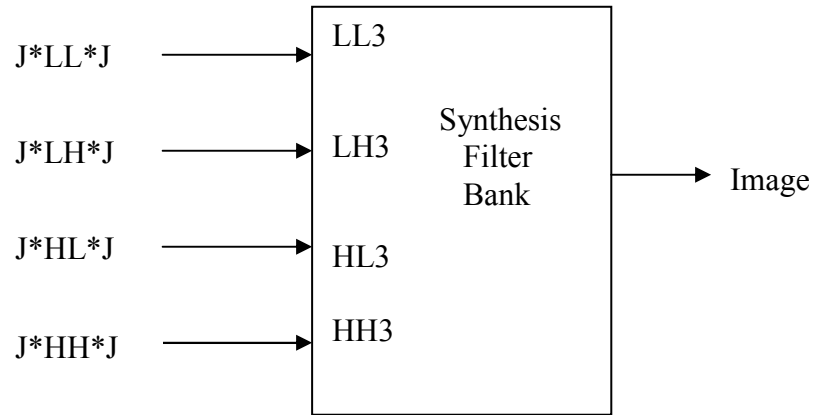 J*LL*J
LL3
J*LH*J
LH3
Synthesis
Filter
Bank
Image
J*HL*J
HL3
J*HH*J
HH3